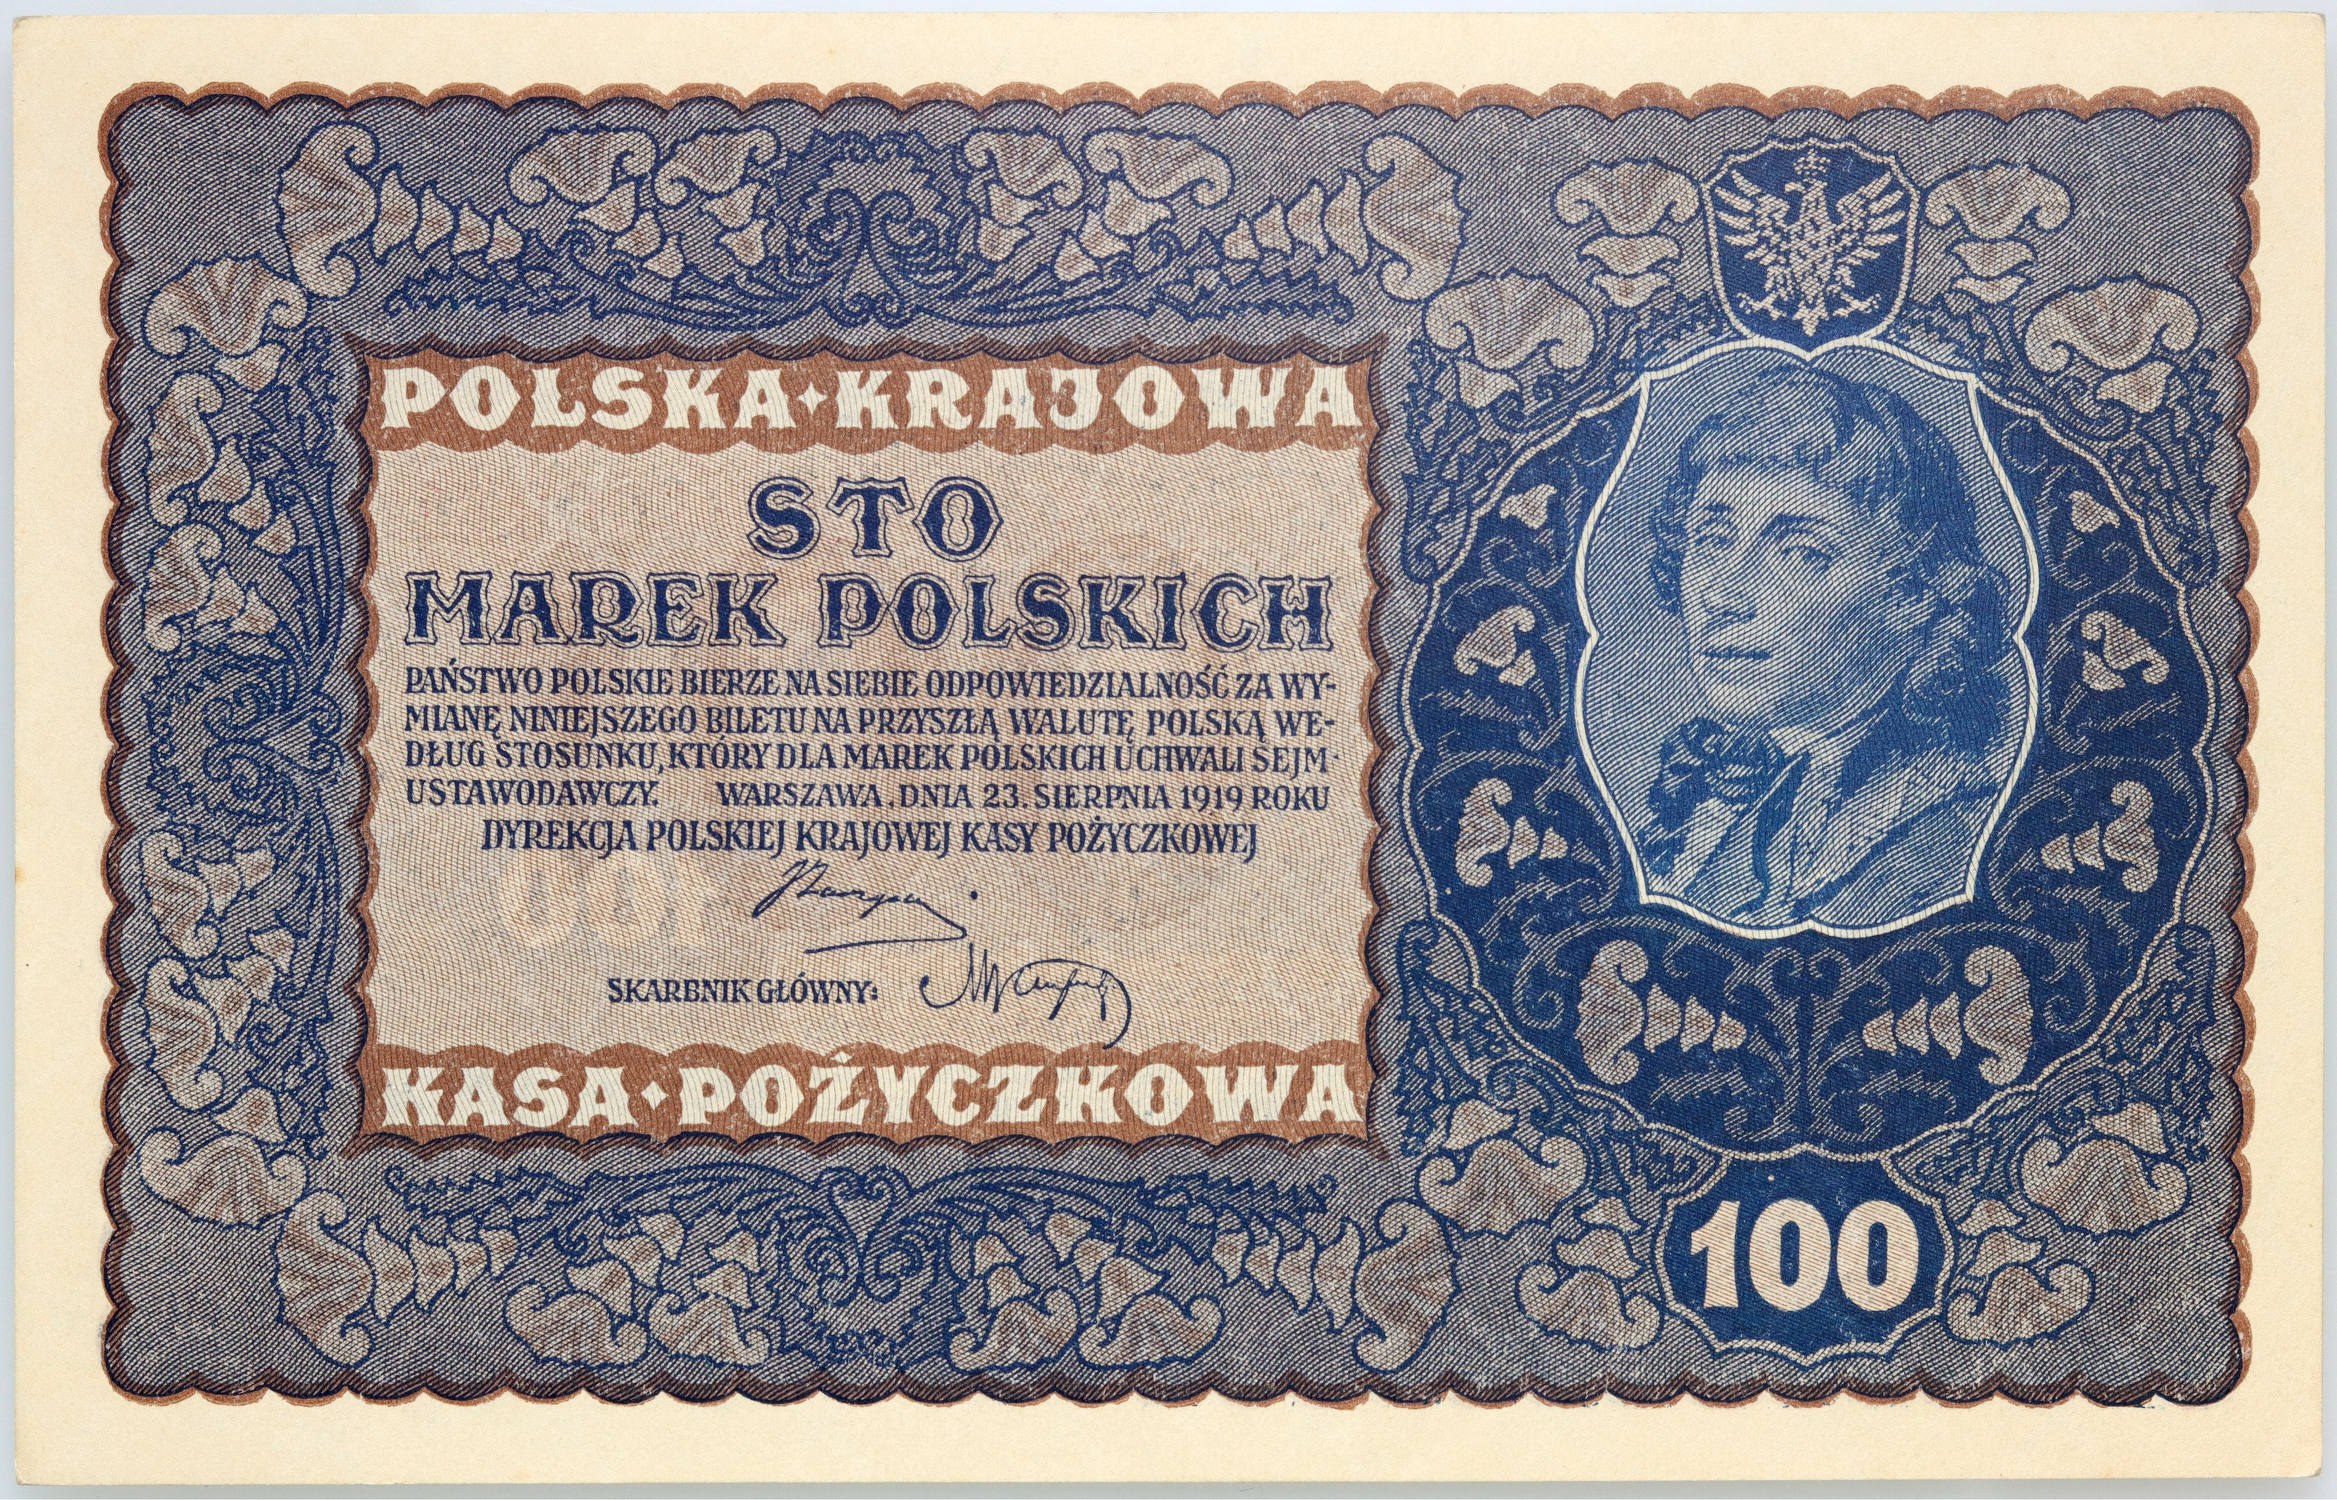 POLSKA·KRAJOWA
STO
MAREK POLSKICH
PAŃSTWO POLSKIE BIERZE NA SIEBIE ODPOWIEDZIALNOŚĆ ZA WY-
MIANĘ NINIEJSZEGO BILETU NA PRZYSZŁĄ WALUTĘ POLSKĄ WE-
DŁUG STOSUNKU, KTÓRY DLA MAREK POLSKICH UCHWALI SEJM-
USTAWODAWCZY. WARSZAWA, DNIA 23. SIERPNIA 1919 ROKU
DYREKCJA POLSKIEJ KRAJOWEJ KASY POŻYCZKOWEJ
SKARBNIK GŁÓWNY:
KASA·POŻYCZKOWA
100